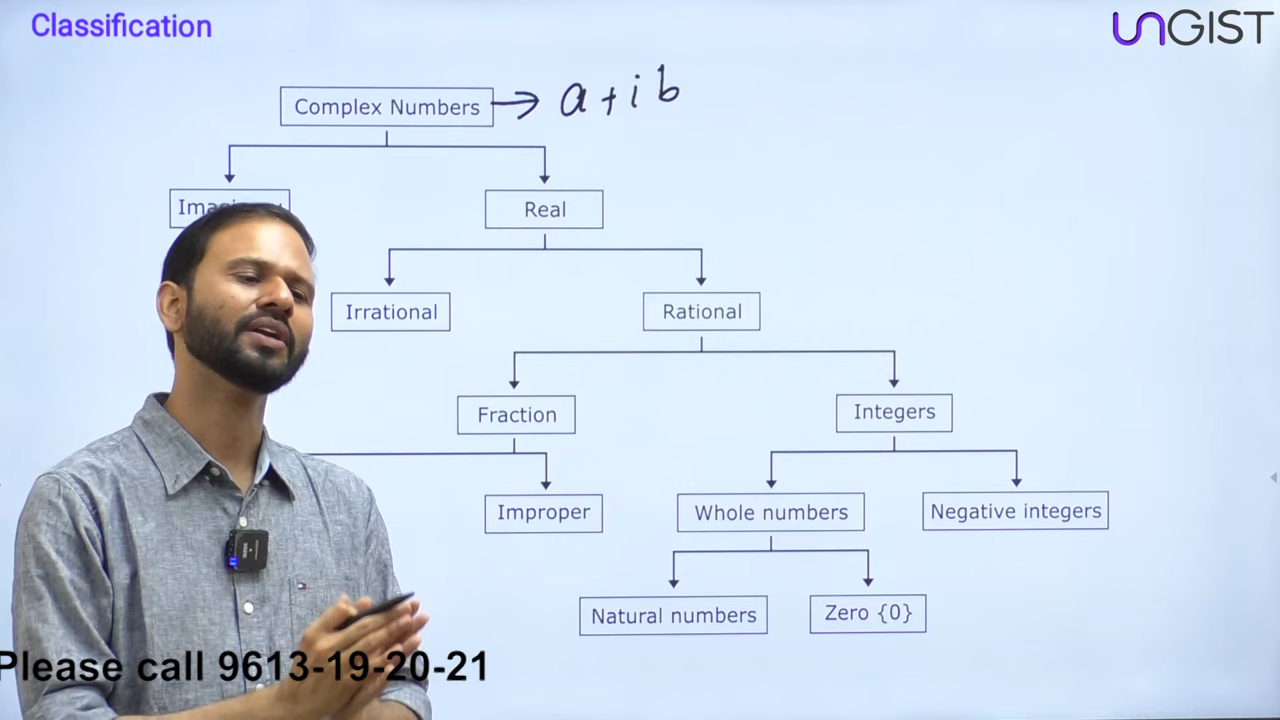 Classification
UNGIST
Complex Numbers → a + i b
Real
Irrational
Rational
Fraction
Integers
Improper
Whole numbers
Negative integers
Natural numbers
Zero {0}
Please call 9613-19-20-21